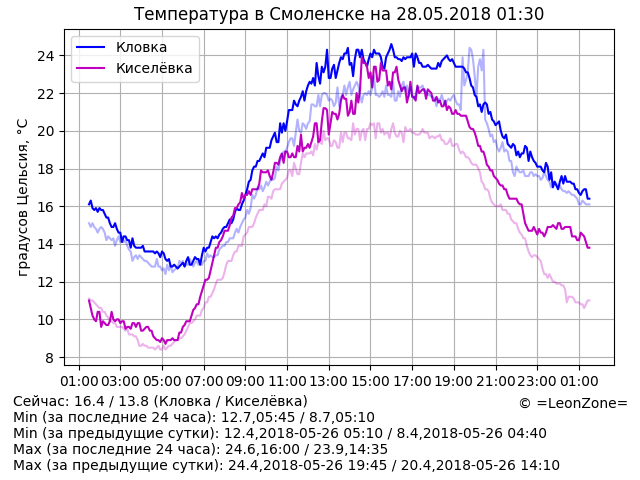 Температура в Смоленске на 28.05.2018 01:30
Кловка
Киселёвка
градусов Цельсия, °C
24
22
20
18
16
14
12
10
8
01:00 03:00 05:00 07:00 09:00 11:00 13:00 15:00 17:00 19:00 21:00 23:00 01:00
Сейчас: 16.4 / 13.8 (Кловка / Киселёвка)
© =LeonZone=
Min (за последние 24 часа): 12.7,05:45 / 8.7,05:10
Min (за предыдущие сутки): 12.4,2018-05-26 05:10 / 8.4,2018-05-26 04:40
Max (за последние 24 часа): 24.6,16:00 / 23.9,14:35
Max (за предыдущие сутки): 24.4,2018-05-26 19:45 / 20.4,2018-05-26 14:10